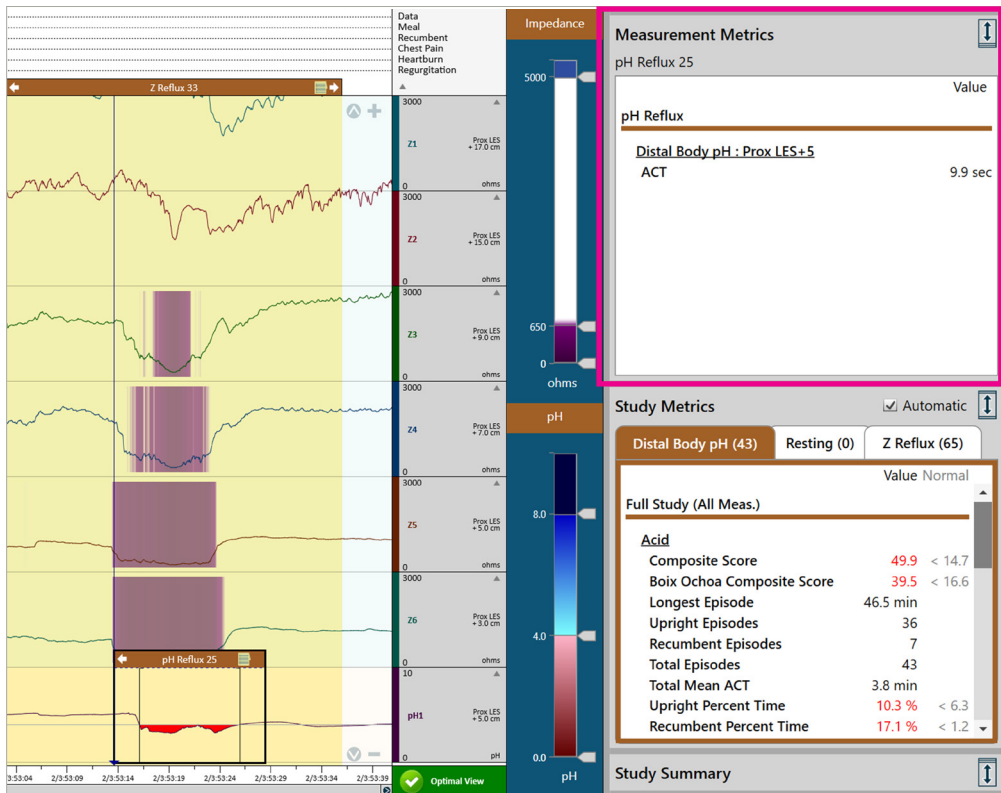 Data
Meal
Recumbent
Chest Pain
Heartburn
Regurgitation
Z Reflux 33
3000
Z1
Prox LES
+ 17.0 cm
0
ohms
3000
Z2
Prox LES
+ 15.0 cm
0
ohms
3000
Z3
Prox LES
+ 9.0 cm
0
ohms
3000
Z4
Prox LES
+ 7.0 cm
0
ohms
3000
Z5
Prox LES
+ 5.0 cm
0
ohms
3000
Z6
Prox LES
+ 3.0 cm
0
ohms
pH Reflux 25
10
pH1
Prox LES
+ 5.0 cm
0
pH
3:53:04 2/3:53:09 2/3:53:14 2/3:53:19 2/3:53:24 2/3:53:29 2/3:53:34 2/3:53:39
Optimal View
Impedance
5000
650
0
ohms
pH
8.0
4.0
0.0
pH
Measurement Metrics
pH Reflux 25
Value
pH Reflux
Distal Body pH : Prox LES+5
ACT 9.9 sec
Study Metrics Automatic
Distal Body pH (43) Resting (0) Z Reflux (65)
Value Normal
Full Study (All Meas.)
Acid
Composite Score 49.9 < 14.7
Boix Ochoa Composite Score 39.5 < 16.6
Longest Episode 46.5 min
Upright Episodes 36
Recumbent Episodes 7
Total Episodes 43
Total Mean ACT 3.8 min
Upright Percent Time 10.3 % < 6.3
Recumbent Percent Time 17.1 % < 1.2
Study Summary